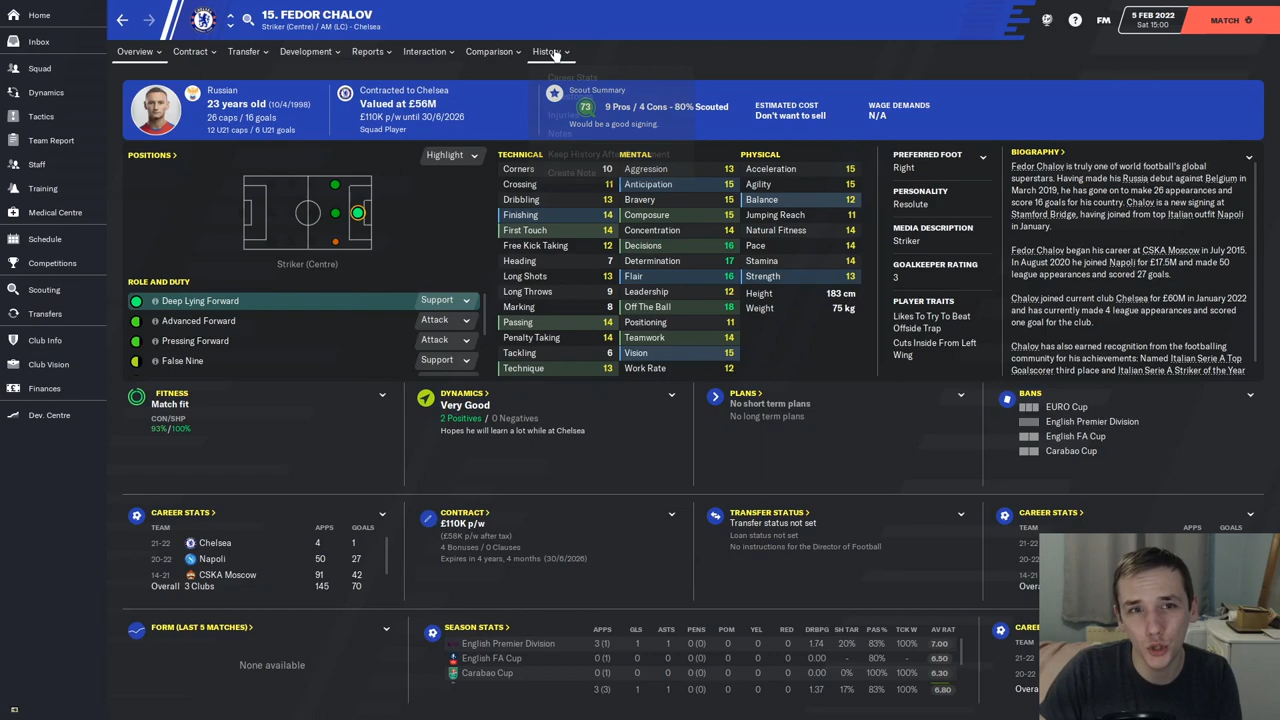 Home
15. FEDOR CHALOV
Striker (Centre) / AM (LC) - Chelsea
? FM
5 FEB 2022
Sat 15:00
MATCH
Inbox
Squad
Dynamics
Tactics
Team Report
Staff
Training
Medical Centre
Schedule
Competitions
Scouting
Transfers
Club Info
Club Vision
Finances
Dev. Centre
Overview Contract Transfer Development Reports Interaction Comparison History
Career Stats
Injuries
Notes
Create Note
Russian
23 years old (10/4/1998)
26 caps / 16 goals
12 U21 caps / 6 U21 goals
Contracted to Chelsea
Valued at £56M
£110K p/w until 30/6/2026
Squad Player
Scout Summary
73 9 Pros / 4 Cons - 80% Scouted
Would be a good signing.
ESTIMATED COST
Don't want to sell
WAGE DEMANDS
N/A
POSITIONS >
Highlight
Striker (Centre)
ROLE AND DUTY
Deep Lying Forward Support
Advanced Forward Attack
Pressing Forward Attack
False Nine Support
TECHNICAL
Corners 10
Crossing 11
Dribbling 13
Finishing 14
First Touch 14
Free Kick Taking 12
Heading 7
Long Shots 13
Long Throws 9
Marking 8
Passing 14
Penalty Taking 14
Tackling 6
Technique 13
MENTAL
Aggression 13
Anticipation 15
Bravery 15
Composure 15
Concentration 14
Decisions 16
Determination 17
Flair 16
Leadership 12
Off The Ball 18
Positioning 11
Teamwork 14
Vision 15
Work Rate 12
PHYSICAL
Acceleration 15
Agility 15
Balance 12
Jumping Reach 11
Natural Fitness 14
Pace 14
Stamina 14
Strength 13
Height 183 cm
Weight 75 kg
PREFERRED FOOT
Right
PERSONALITY
Resolute
MEDIA DESCRIPTION
Striker
GOALKEEPER RATING
3
PLAYER TRAITS
Likes To Try To Beat
Offside Trap
Cuts Inside From Left
Wing
BIOGRAPHY >
Fedor Chalov is truly one of world football's global
superstars. Having made his Russia debut against Belgium in
March 2019, he has gone on to make 26 appearances and
score 16 goals for his country. Chalov is a new signing at
Stamford Bridge, having joined from top Italian outfit Napoli
in January.
Fedor Chalov began his career at CSKA Moscow in July 2015.
In August 2020 he joined Napoli for £17.5M and made 50
league appearances and scored 27 goals.
Chalov joined current club Chelsea for £60M in January 2022
and has currently made 4 league appearances and scored
one goal for the club.
Chalov has also earned recognition from the footballing
community for his achievements: Named Italian Serie A Top
Goalscorer third place and Italian Serie A Striker of the Year
FITNESS
Match fit
CON/SHP
93%/100%
DYNAMICS >
Very Good
2 Positives / 0 Negatives
Hopes he will learn a lot while at Chelsea
PLANS >
No short term plans
No long term plans
BANS
EURO Cup
English Premier Division
English FA Cup
Carabao Cup
CAREER STATS >
TEAM APPS GOALS
21-22 Chelsea 4 1
20-22 Napoli 50 27
14-21 CSKA Moscow 91 42
Overall 3 Clubs 145 70
CONTRACT >
£110K p/w
(£58K p/w after tax)
4 Bonuses / 0 Clauses
Expires in 4 years, 4 months (30/6/2026)
TRANSFER STATUS >
Transfer status not set
Loan status not set
No instructions for the Director of Football
CAREER STATS >
TEAM APPS GOALS
21-22
20-22
14-21
Overa
FORM (LAST 5 MATCHES) >
None available
SEASON STATS > APPS GLS ASTS PENS POM YEL RED DRBPG SH TAR PAS % TCK W AV RAT
English Premier Division 3 (1) 1 1 0 (0) 0 0 0 1.74 20% 83% 100% 7.00
English FA Cup 0 (1) 0 0 0 (0) 0 0 0 0.00 - 80% - 6.50
Carabao Cup 0 (1) 0 0 0 (0) 0 0 0 0.00 0% 100% 100% 6.30
3 (3) 1 1 0 (0) 0 0 0 1.37 17% 83% 100% 6.80
CARE
TEAM
21-22
Overa